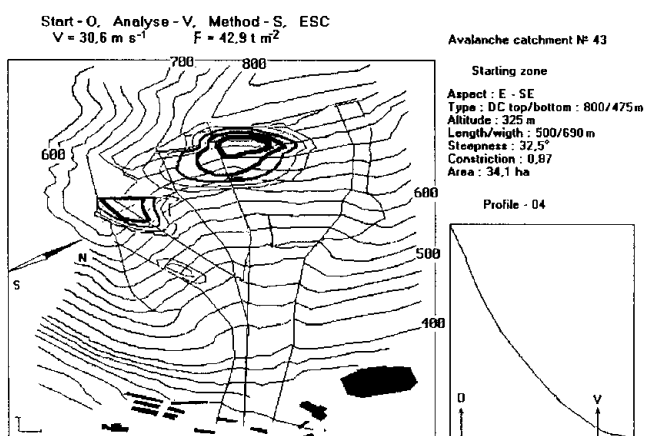 Start - O, Analyse - V, Method - S, ESC
V = 30,6 m s-1 F = 42,9 t m-2
Avalanche catchment № 43
Starting zone
Aspect : E - SE
Type : DC top/bottom : 800/475 m
Altitude : 325 m
Length/wigth : 500/690 m
Steepness : 32,5°
Constriction : 0,87
Area : 34,1 ha
Profile - 04
700 800
600
600
500
400
N
S
O V